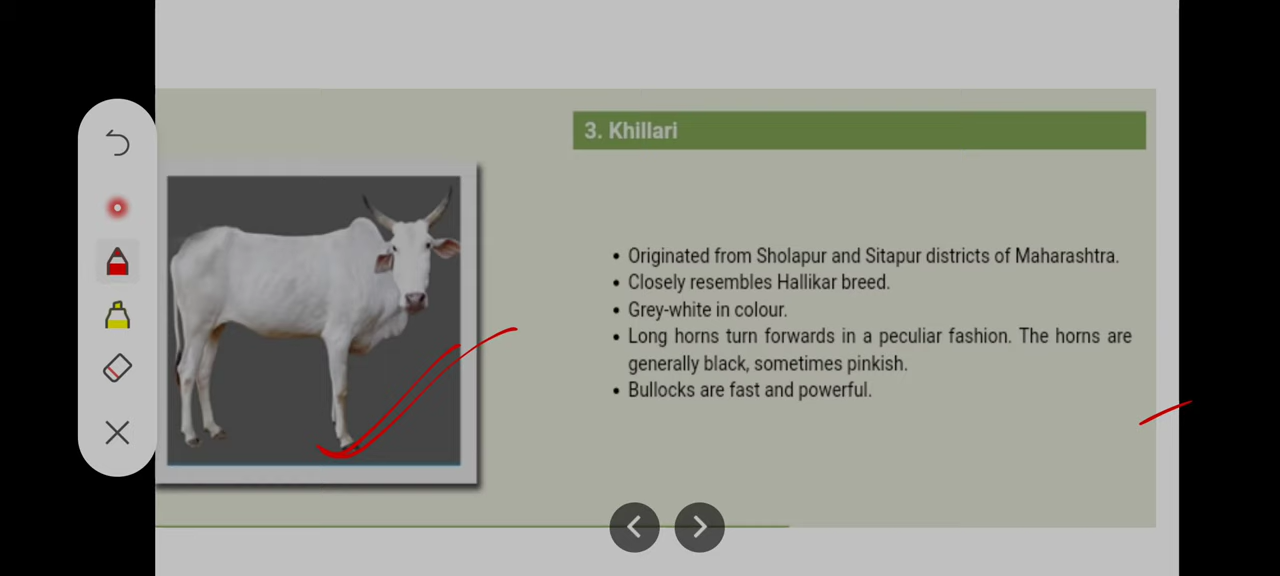 3. Khillari
• Originated from Sholapur and Sitapur districts of Maharashtra.
• Closely resembles Hallikar breed.
• Grey-white in colour.
• Long horns turn forwards in a peculiar fashion. The horns are
generally black, sometimes pinkish.
• Bullocks are fast and powerful.